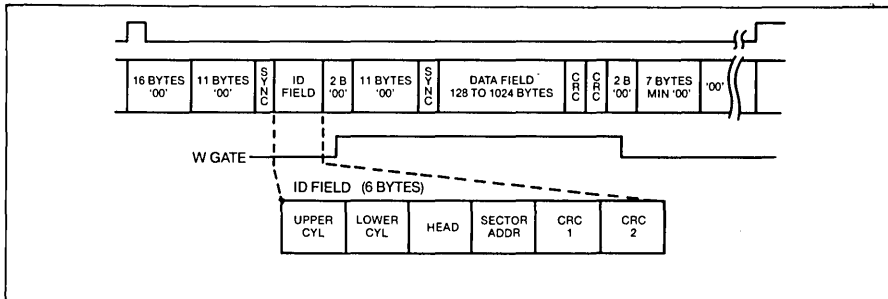 16 BYTES '00'
11 BYTES '00'
SYNC
ID FIELD
2 B '00'
11 BYTES '00'
SYNC
DATA FIELD
128 TO 1024 BYTES
CRC
CRC
2 B '00'
7 BYTES MIN '00'
'00'
W GATE
ID FIELD (6 BYTES)
UPPER CYL
LOWER CYL
HEAD
SECTOR ADDR
CRC 1
CRC 2